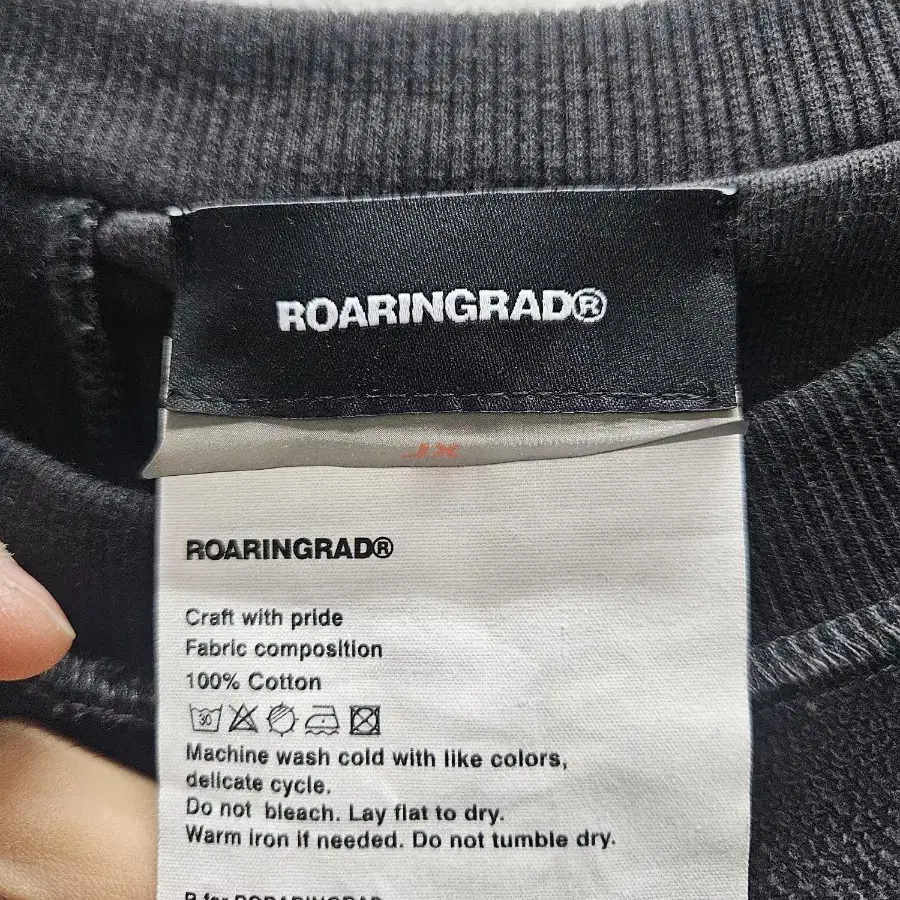 ROARINGRAD®
ROARINGRAD®
Craft with pride
Fabric composition
100% Cotton
30
Machine wash cold with like colors,
delicate cycle.
Do not bleach. Lay flat to dry.
Warm iron if needed. Do not tumble dry.